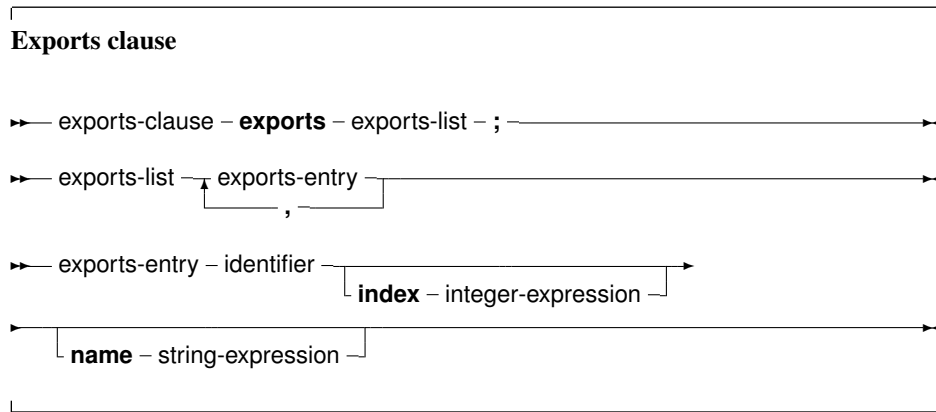 Exports clause
exports-clause – exports – exports-list – ;
exports-list exports-entry
,
exports-entry – identifier
index – integer-expression
name – string-expression